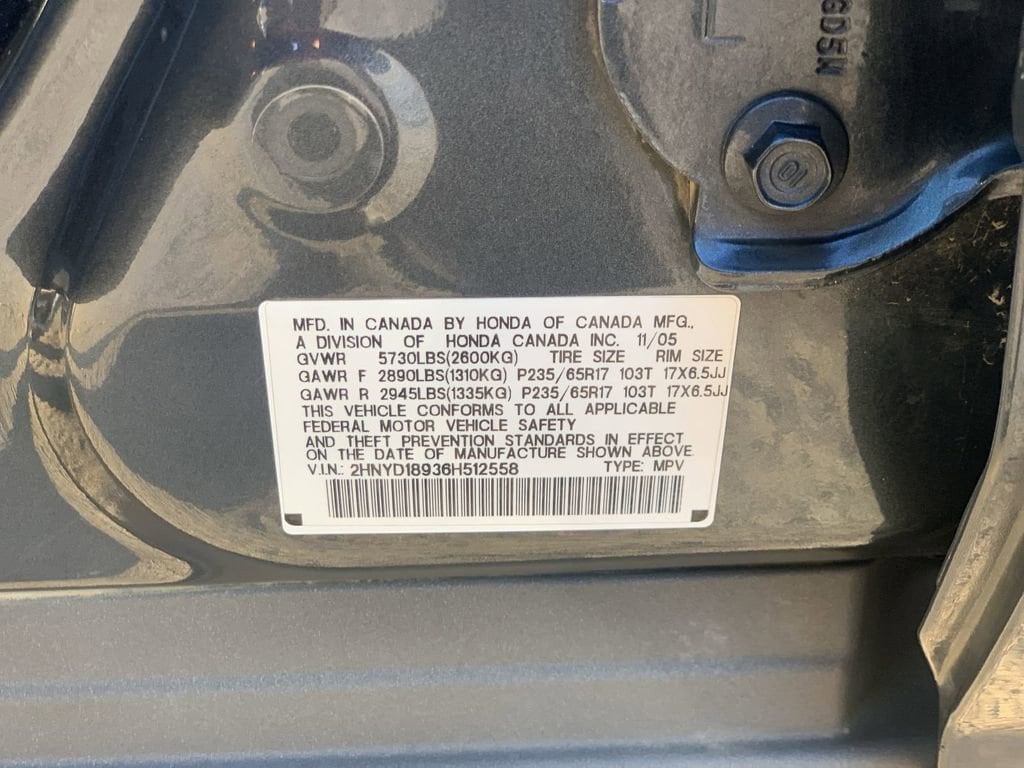 GD5W
10
MFD. IN CANADA BY HONDA OF CANADA MFG.,
A DIVISION OF HONDA CANADA INC. 11/05
GVWR 5730LBS(2600KG) TIRE SIZE RIM SIZE
GAWR F 2890LBS(1310KG) P235/65R17 103T 17X6.5JJ
GAWR R 2945LBS(1335KG) P235/65R17 103T 17X6.5JJ
THIS VEHICLE CONFORMS TO ALL APPLICABLE
FEDERAL MOTOR VEHICLE SAFETY
AND THEFT PREVENTION STANDARDS IN EFFECT
ON THE DATE OF MANUFACTURE SHOWN ABOVE.
V.I.N.: 2HNYD18936H512558 TYPE: MPV